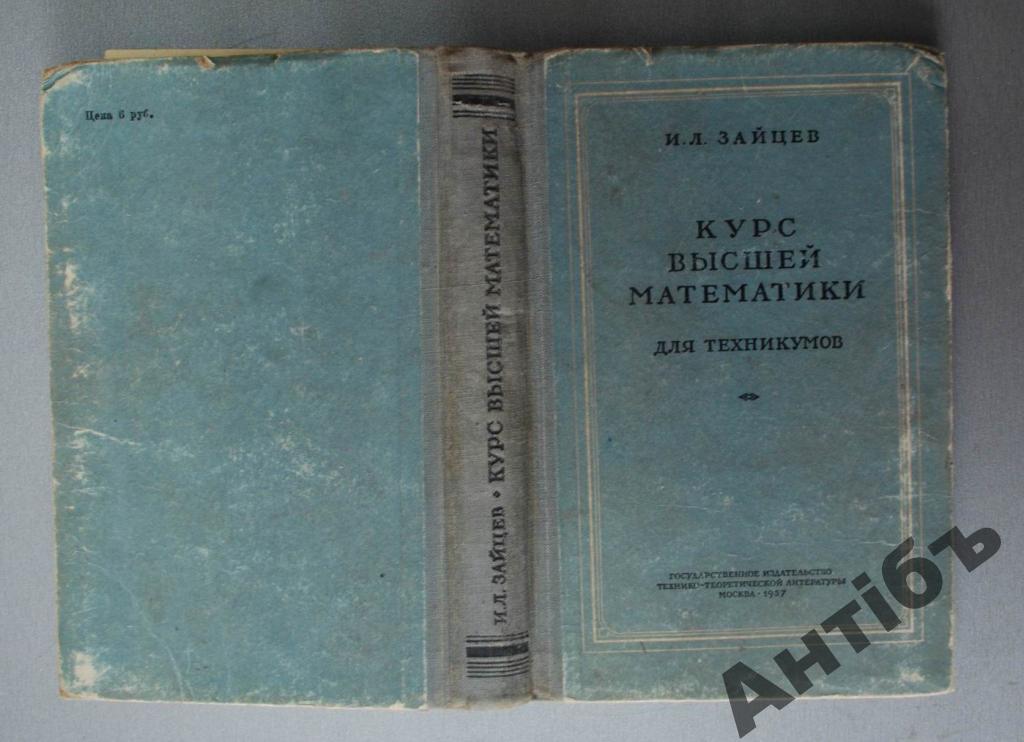 Цена 6 руб.
И.Л. ЗАЙЦЕВ • КУРС ВЫСШЕЙ МАТЕМАТИКИ
И. Л. ЗАЙЦЕВ
КУРС
ВЫСШЕЙ
МАТЕМАТИКИ
ДЛЯ ТЕХНИКУМОВ
ГОСУДАРСТВЕННОЕ ИЗДАТЕЛЬСТВО
ТЕХНИКО-ТЕОРЕТИЧЕСКОЙ ЛИТЕРАТУРЫ
МОСКВА · 1957
Антібъ